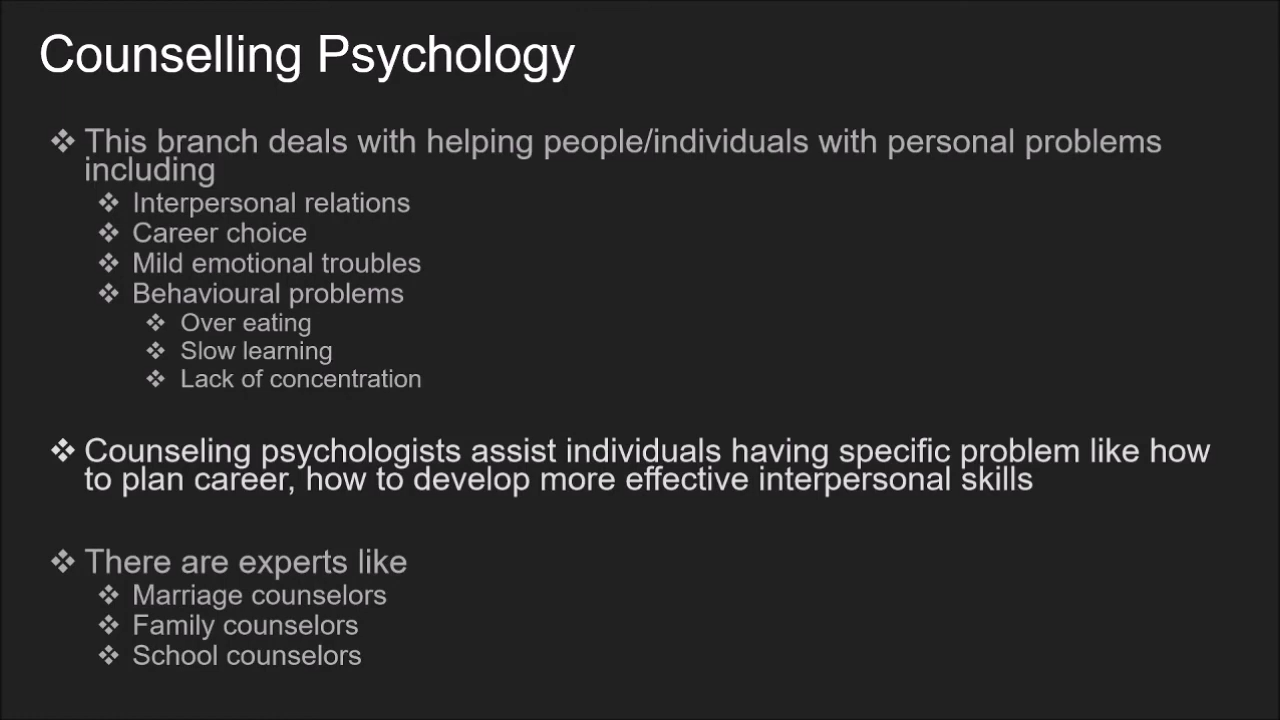 Counselling Psychology
❖ This branch deals with helping people/individuals with personal problems
including
❖ Interpersonal relations
❖ Career choice
❖ Mild emotional troubles
❖ Behavioural problems
❖ Over eating
❖ Slow learning
❖ Lack of concentration
❖ Counseling psychologists assist individuals having specific problem like how
to plan career, how to develop more effective interpersonal skills
❖ There are experts like
❖ Marriage counselors
❖ Family counselors
❖ School counselors